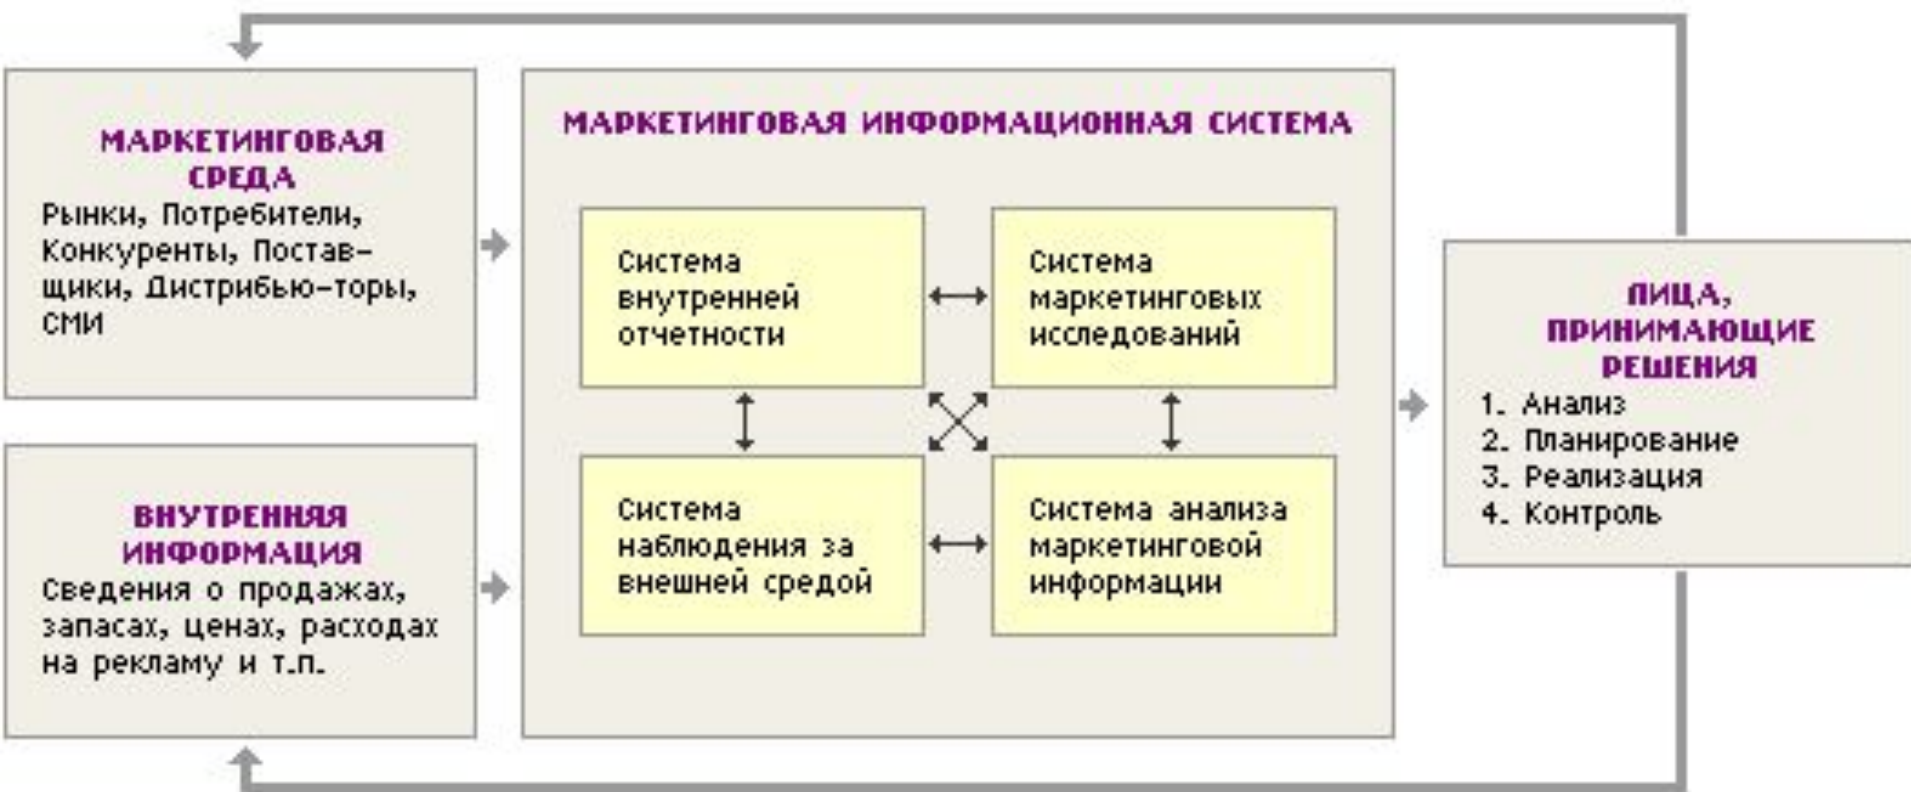 МАРКЕТИНГОВАЯ
СРЕДА
Рынки, Потребители,
Конкуренты, Постав-
щики, Дистрибью-торы,
СМИ
ВНУТРЕННЯЯ
ИНФОРМАЦИЯ
Сведения о продажах,
запасах, ценах, расходах
на рекламу и т.п.
МАРКЕТИНГОВАЯ ИНФОРМАЦИОННАЯ СИСТЕМА
Система
внутренней
отчетности
Система
маркетинговых
исследований
Система
наблюдения за
внешней средой
Система анализа
маркетинговой
информации
ЛИЦА,
ПРИНИМАЮЩИЕ
РЕШЕНИЯ
1. Анализ
2. Планирование
3. Реализация
4. Контроль